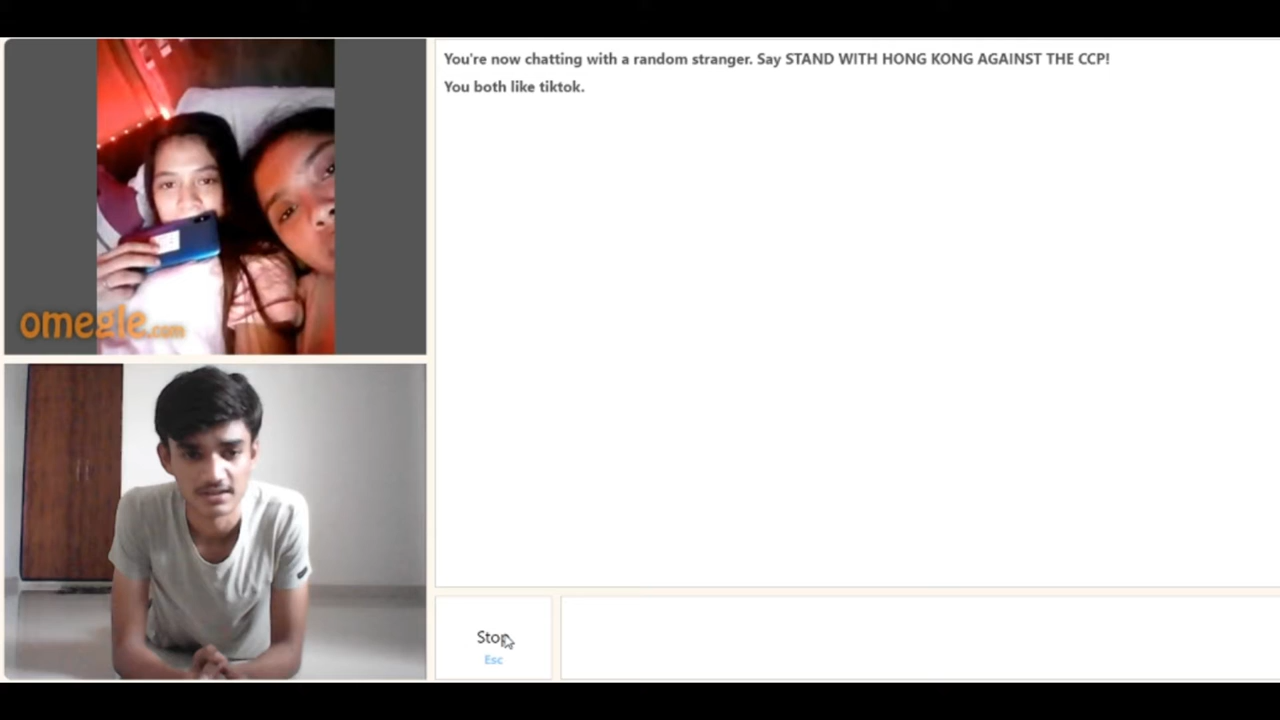 You're now chatting with a random stranger. Say STAND WITH HONG KONG AGAINST THE CCP!
You both like tiktok.
omegle.com
Stop
Esc